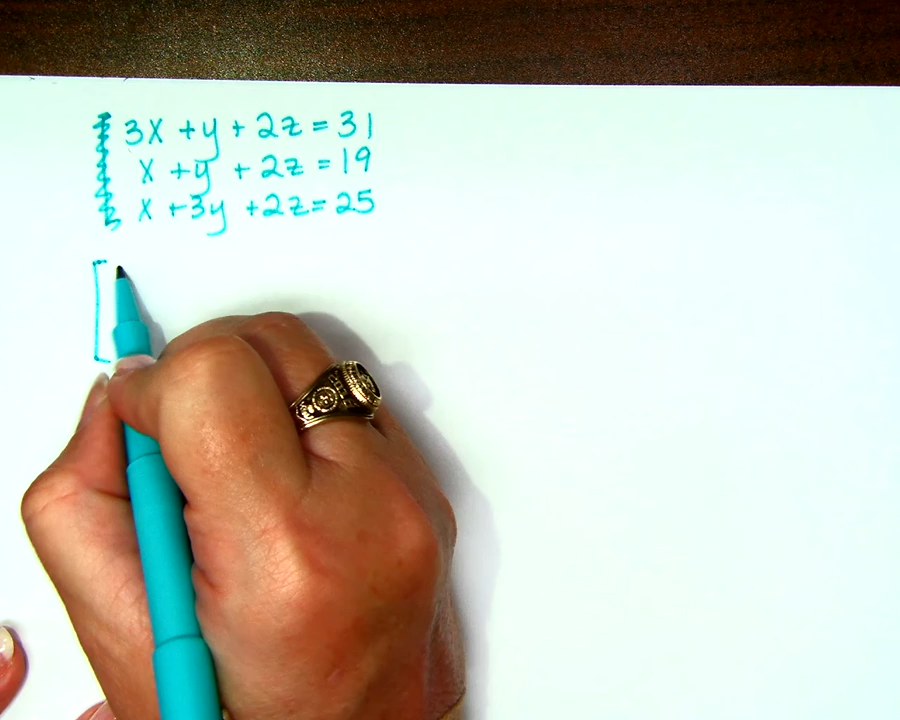 3x + y + 2z = 31
x + y + 2z = 19
x + 3y + 2z = 25
[